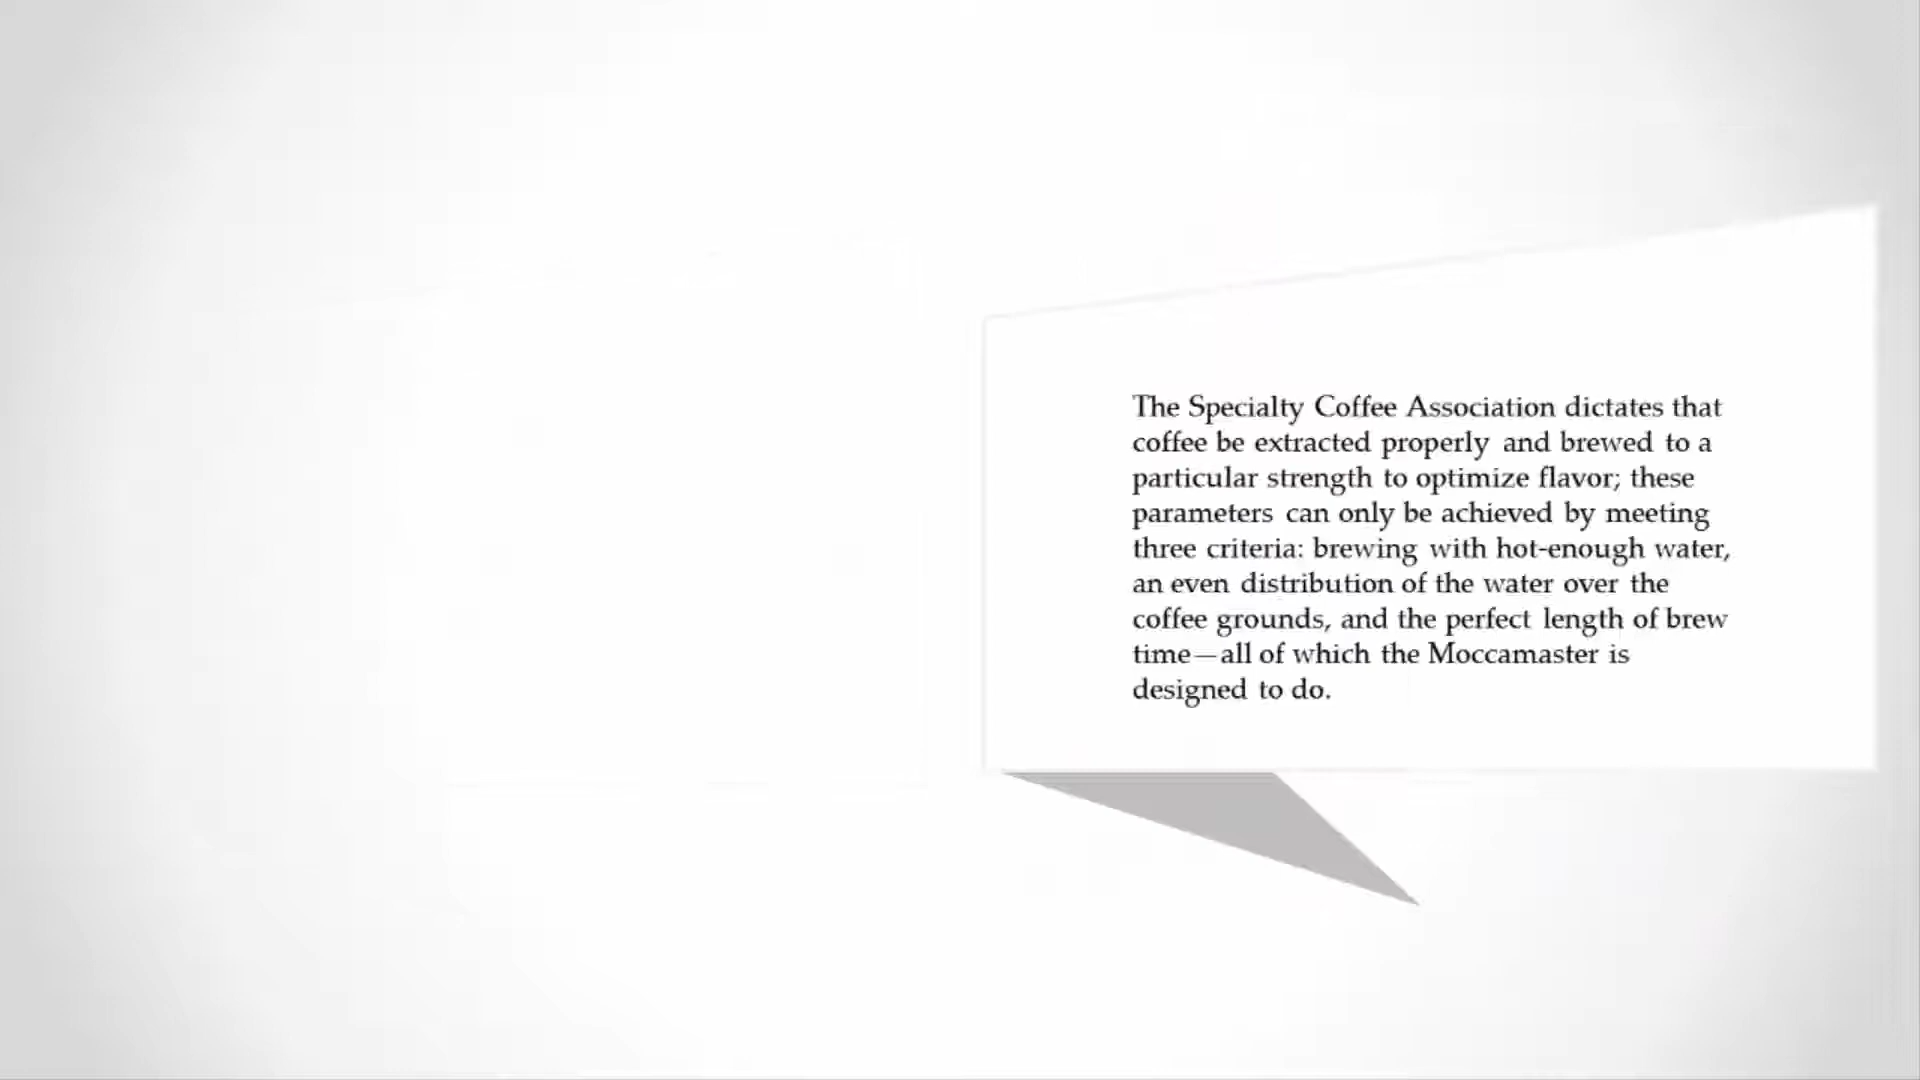 The Specialty Coffee Association dictates that
coffee be extracted properly and brewed to a
particular strength to optimize flavor; these
parameters can only be achieved by meeting
three criteria: brewing with hot-enough water,
an even distribution of the water over the
coffee grounds, and the perfect length of brew
time—all of which the Moccamaster is
designed to do.